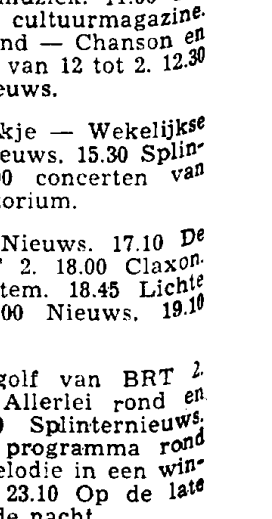 cultuurmagazine.
nd — Chanson en
van 12 tot 2. 12.30
euws.
kje — Wekelijkse
euws. 15.30 Splin-
00 concerten van
torium.
Nieuws. 17.10 De
2. 18.00 Claxon.
tem. 18.45 Lichte
00 Nieuws. 19.10
golf van BRT 2.
Allerlei rond en
Splinternieuws.
programma rond
elodie in een win-
23.10 Op de late
de nacht